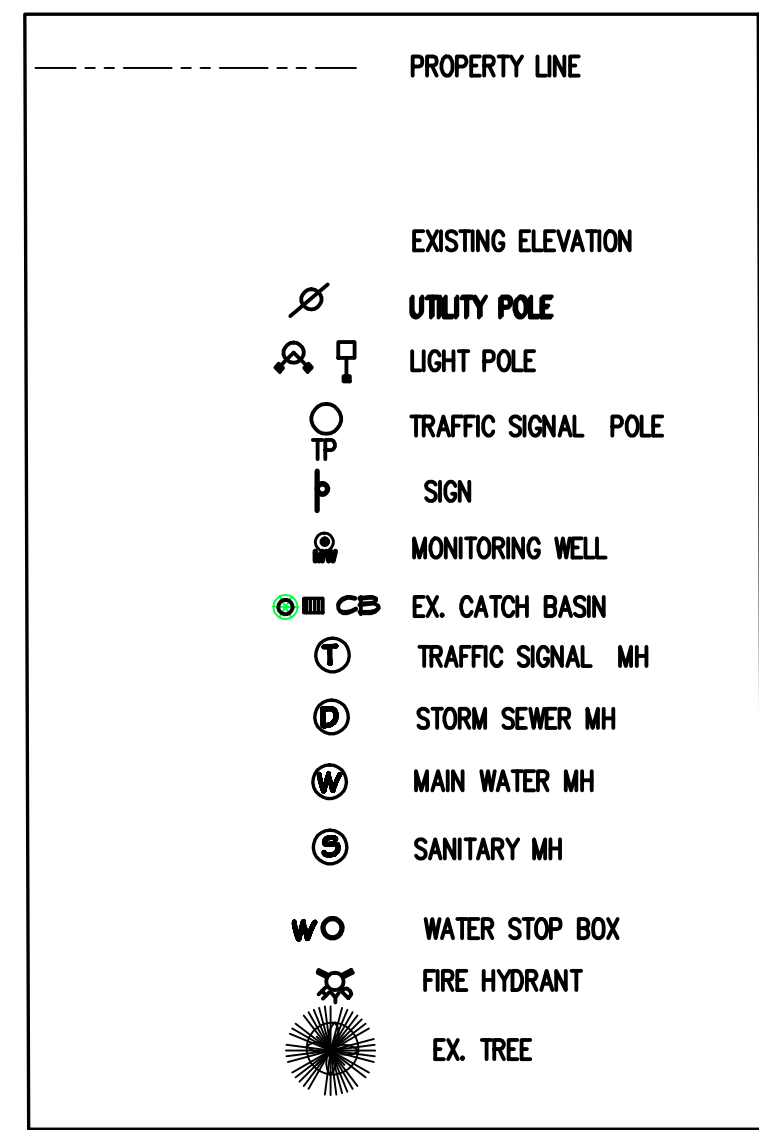 PROPERTY LINE
EXISTING ELEVATION
UTILITY POLE
LIGHT POLE
TRAFFIC SIGNAL POLE
TP
SIGN
MW MONITORING WELL
CB EX. CATCH BASIN
T TRAFFIC SIGNAL MH
D STORM SEWER MH
W MAIN WATER MH
S SANITARY MH
W WATER STOP BOX
FIRE HYDRANT
EX. TREE